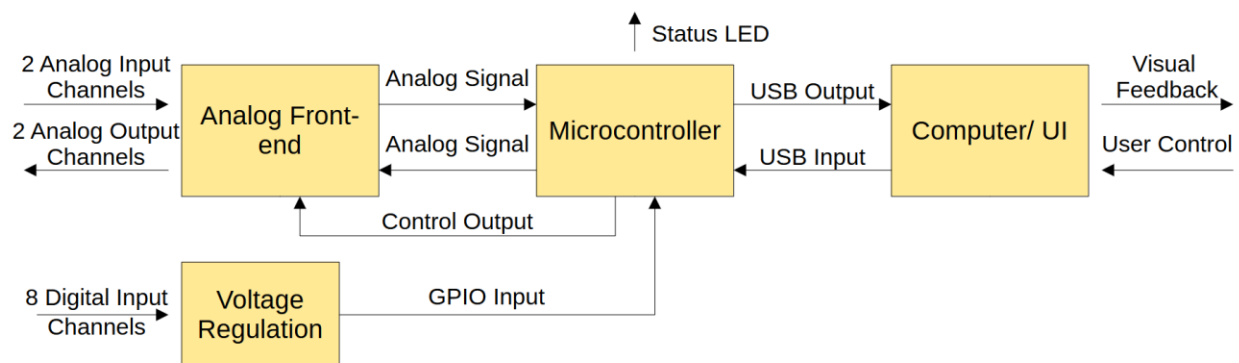 Status LED
2 Analog Input
Channels
2 Analog Output
Channels
Analog Front-
end
Analog Signal
Analog Signal
Microcontroller
USB Output
USB Input
Computer/ UI
Visual
Feedback
User Control
Control Output
8 Digital Input
Channels
Voltage
Regulation
GPIO Input